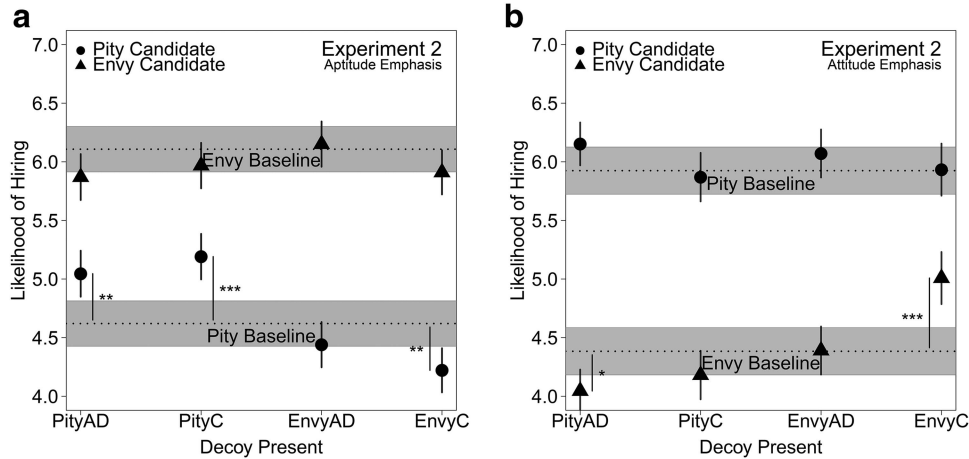 a
Likelihood of Hiring
7.0
6.5
6.0
5.5
5.0
4.5
4.0
Pity Candidate
Envy Candidate
Experiment 2
Aptitude Emphasis
Envy Baseline
**
***
Pity Baseline
**
PityAD PityC EnvyAD EnvyC
Decoy Present
b
Likelihood of Hiring
7.0
6.5
6.0
5.5
5.0
4.5
4.0
Pity Candidate
Envy Candidate
Experiment 2
Attitude Emphasis
Pity Baseline
***
Envy Baseline
*
PityAD PityC EnvyAD EnvyC
Decoy Present